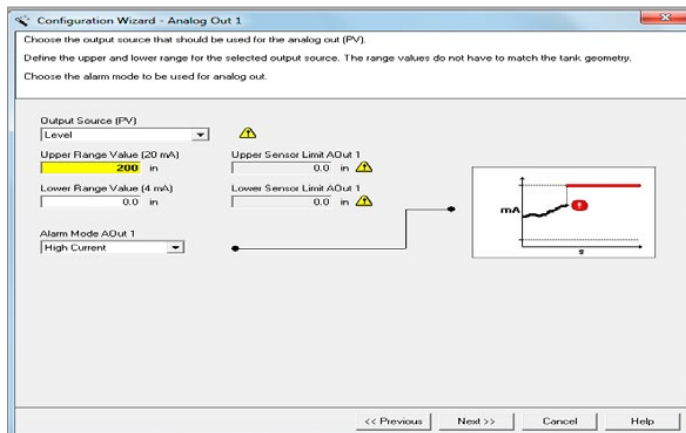 Configuration Wizard - Analog Out 1
Choose the output source that should be used for the analog out (PV).
Define the upper and lower range for the selected output source. The range values do not have to match the tank geometry.
Choose the alarm mode to be used for analog out.
Output Source (PV)
Level
Upper Range Value (20 mA) Upper Sensor Limit AOut 1
200 in 0.0 in
Lower Range Value (4 mA) Lower Sensor Limit AOut 1
0.0 in 0.0 in
mA
Alarm Mode AOut 1
High Current
s
<< Previous Next >> Cancel Help